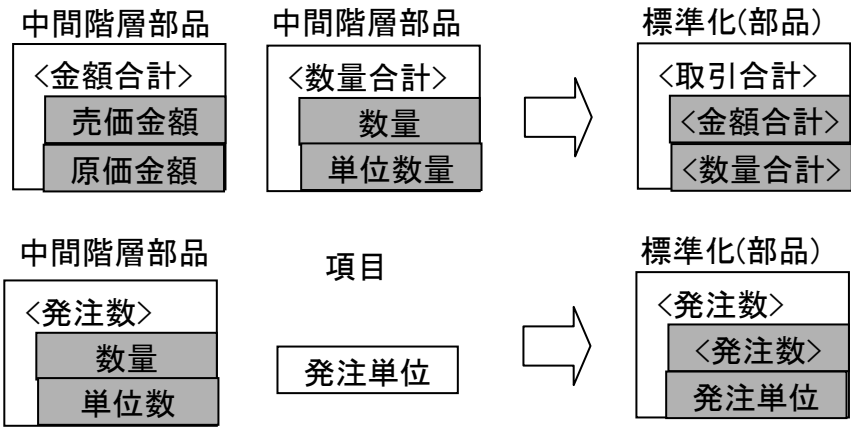 中間階層部品
中間階層部品
標準化(部品)
<金額合計>
売価金額
原価金額
<数量合計>
数量
単位数量
<取引合計>
<金額合計>
<数量合計>
中間階層部品
項目
標準化(部品)
<発注数>
数量
単位数
発注単位
<発注数>
<発注数>
発注単位